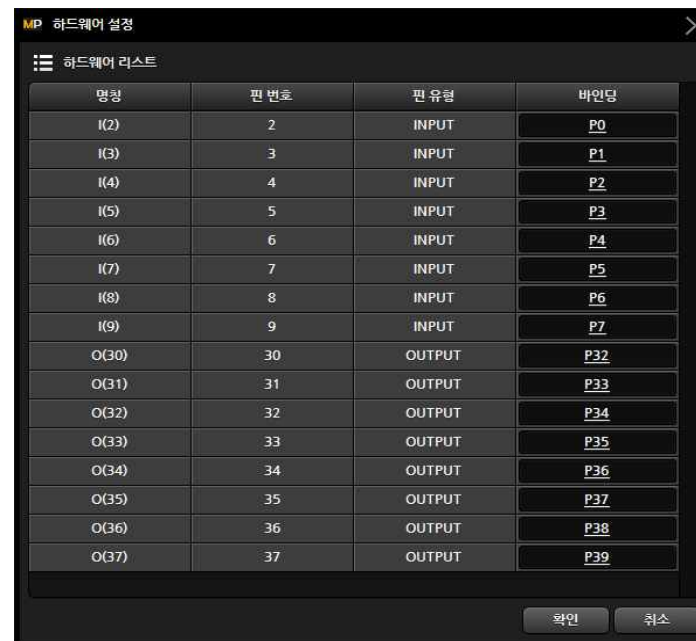 MP 하드웨어 설정
하드웨어 리스트
명칭 핀 번호 핀 유형 바인딩
I(2) 2 INPUT P0
I(3) 3 INPUT P1
I(4) 4 INPUT P2
I(5) 5 INPUT P3
I(6) 6 INPUT P4
I(7) 7 INPUT P5
I(8) 8 INPUT P6
I(9) 9 INPUT P7
O(30) 30 OUTPUT P32
O(31) 31 OUTPUT P33
O(32) 32 OUTPUT P34
O(33) 33 OUTPUT P35
O(34) 34 OUTPUT P36
O(35) 35 OUTPUT P37
O(36) 36 OUTPUT P38
O(37) 37 OUTPUT P39
확인 취소